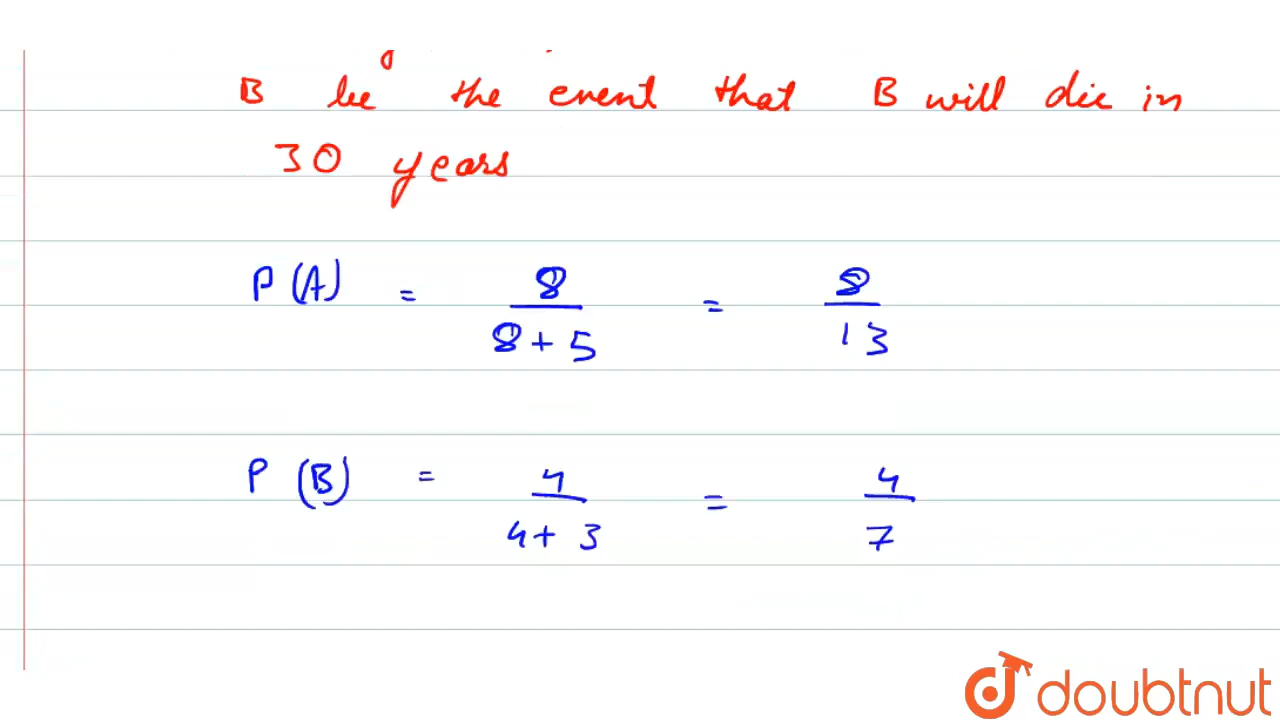 B be the event that B will die in
30 years
P (A) = 8 / 8 + 5 = 8 / 13
P (B) = 4 / 4 + 3 = 4 / 7
doubtnut